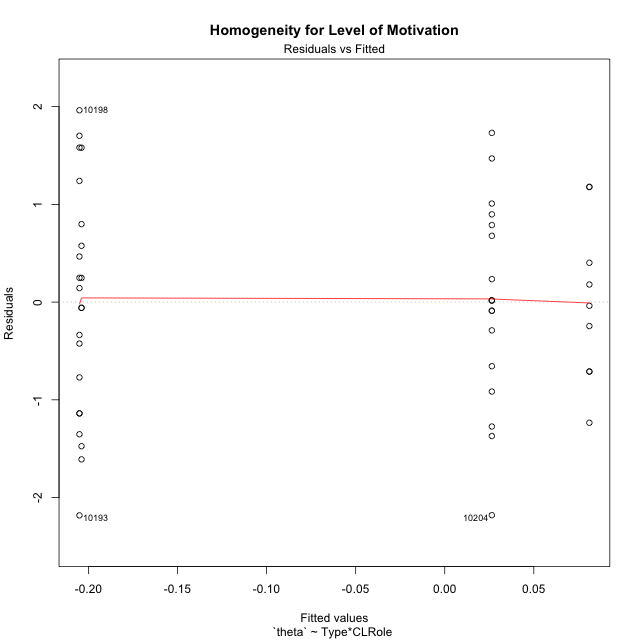 Homogeneity for Level of Motivation
Residuals vs Fitted
Residuals
2
1
0
-1
-2
10198
10193
10204
-0.20 -0.15 -0.10 -0.05 0.00 0.05
Fitted values
`theta` ~ Type*CLRole